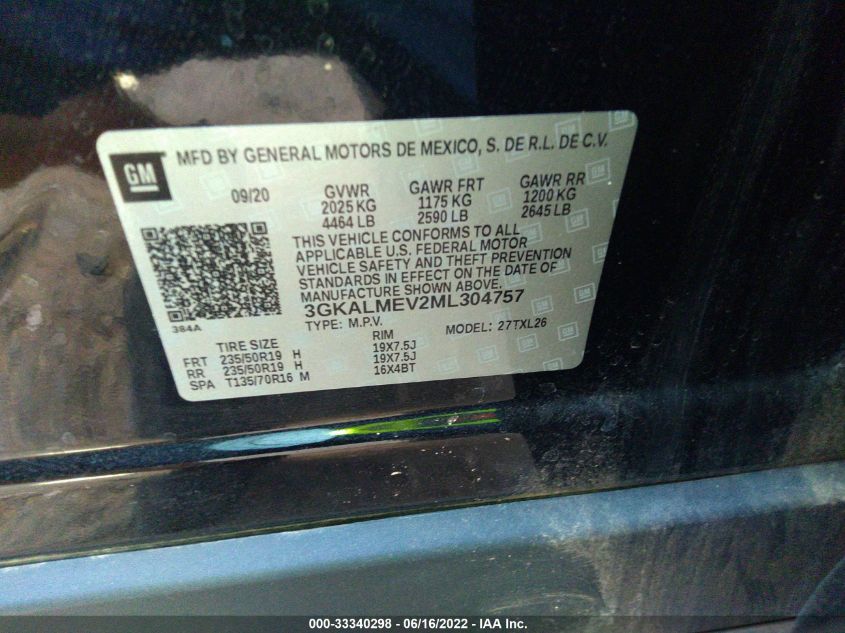 GM MFD BY GENERAL MOTORS DE MEXICO, S. DE R.L. DE C.V.
09/20 GVWR GAWR FRT GAWR RR
2025 KG 1175 KG 1200 KG
4464 LB 2590 LB 2645 LB
THIS VEHICLE CONFORMS TO ALL
APPLICABLE U.S. FEDERAL MOTOR
VEHICLE SAFETY AND THEFT PREVENTION
STANDARDS IN EFFECT ON THE DATE OF
MANUFACTURE SHOWN ABOVE.
3GKALMEV2ML304757
384A TYPE: M.P.V. MODEL: 27TXL26
TIRE SIZE RIM
FRT 235/50R19 H 19X7.5J
RR 235/50R19 H 19X7.5J
SPA T135/70R16 M 16X4BT
000-33340298 - 06/16/2022 - IAA Inc.